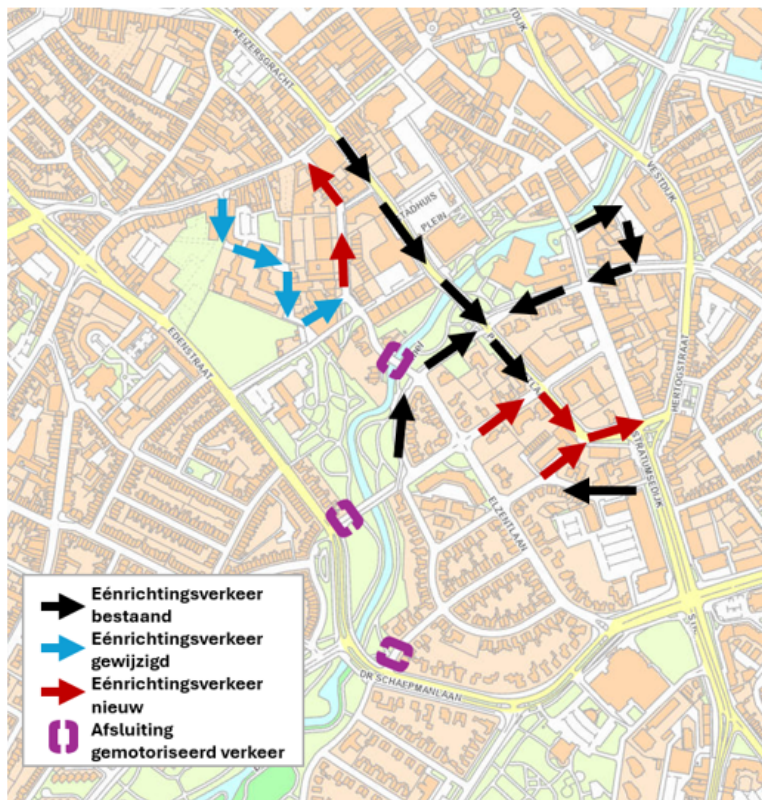 KEIZERSGRACHT
VESTDIJK
STADHUIS
PLEIN
EDENSTRAAT
HERTOGSTRAAT
STRATUMSEDIJK
ELZENTLAAN
DR SCHAEPMANLAAN
Eénrichtingsverkeer
bestaand
Eénrichtingsverkeer
gewijzigd
Eénrichtingsverkeer
nieuw
Afsluiting
gemotoriseerd verkeer